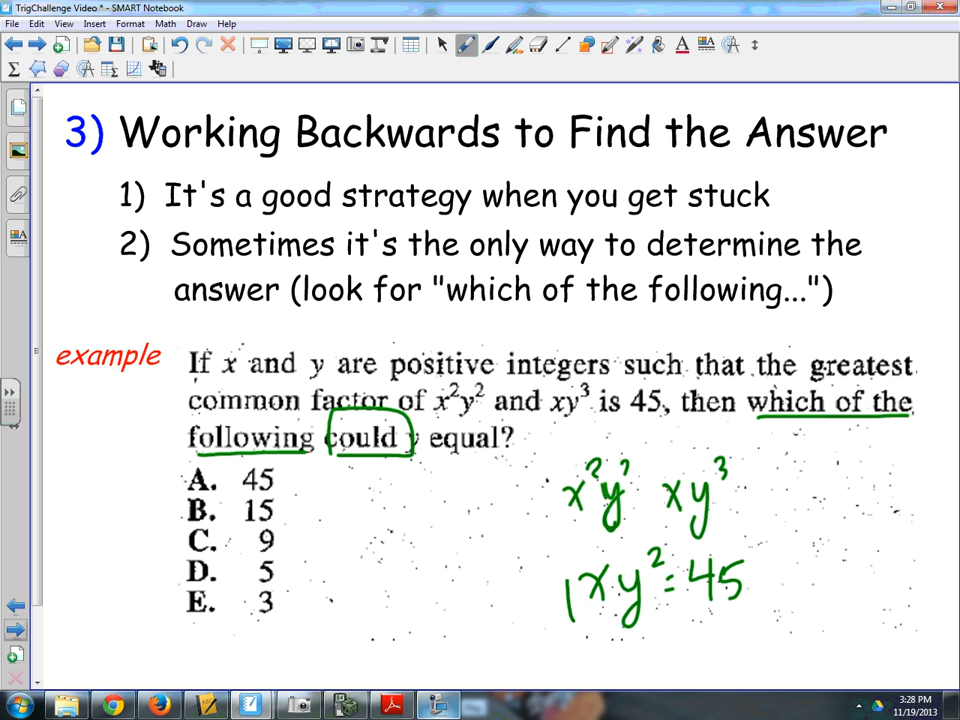 TrigChallenge Video * - SMART Notebook
File Edit View Insert Format Math Draw Help
3) Working Backwards to Find the Answer
1) It's a good strategy when you get stuck
2) Sometimes it's the only way to determine the
answer (look for "which of the following...")
example
If x and y are positive integers such that the greatest
common factor of x²y² and xy³ is 45, then which of the
following could y equal?
A. 45
B. 15
C. 9
D. 5
E. 3
x²y² xy³
1xy² = 45
3:28 PM
11/19/2013